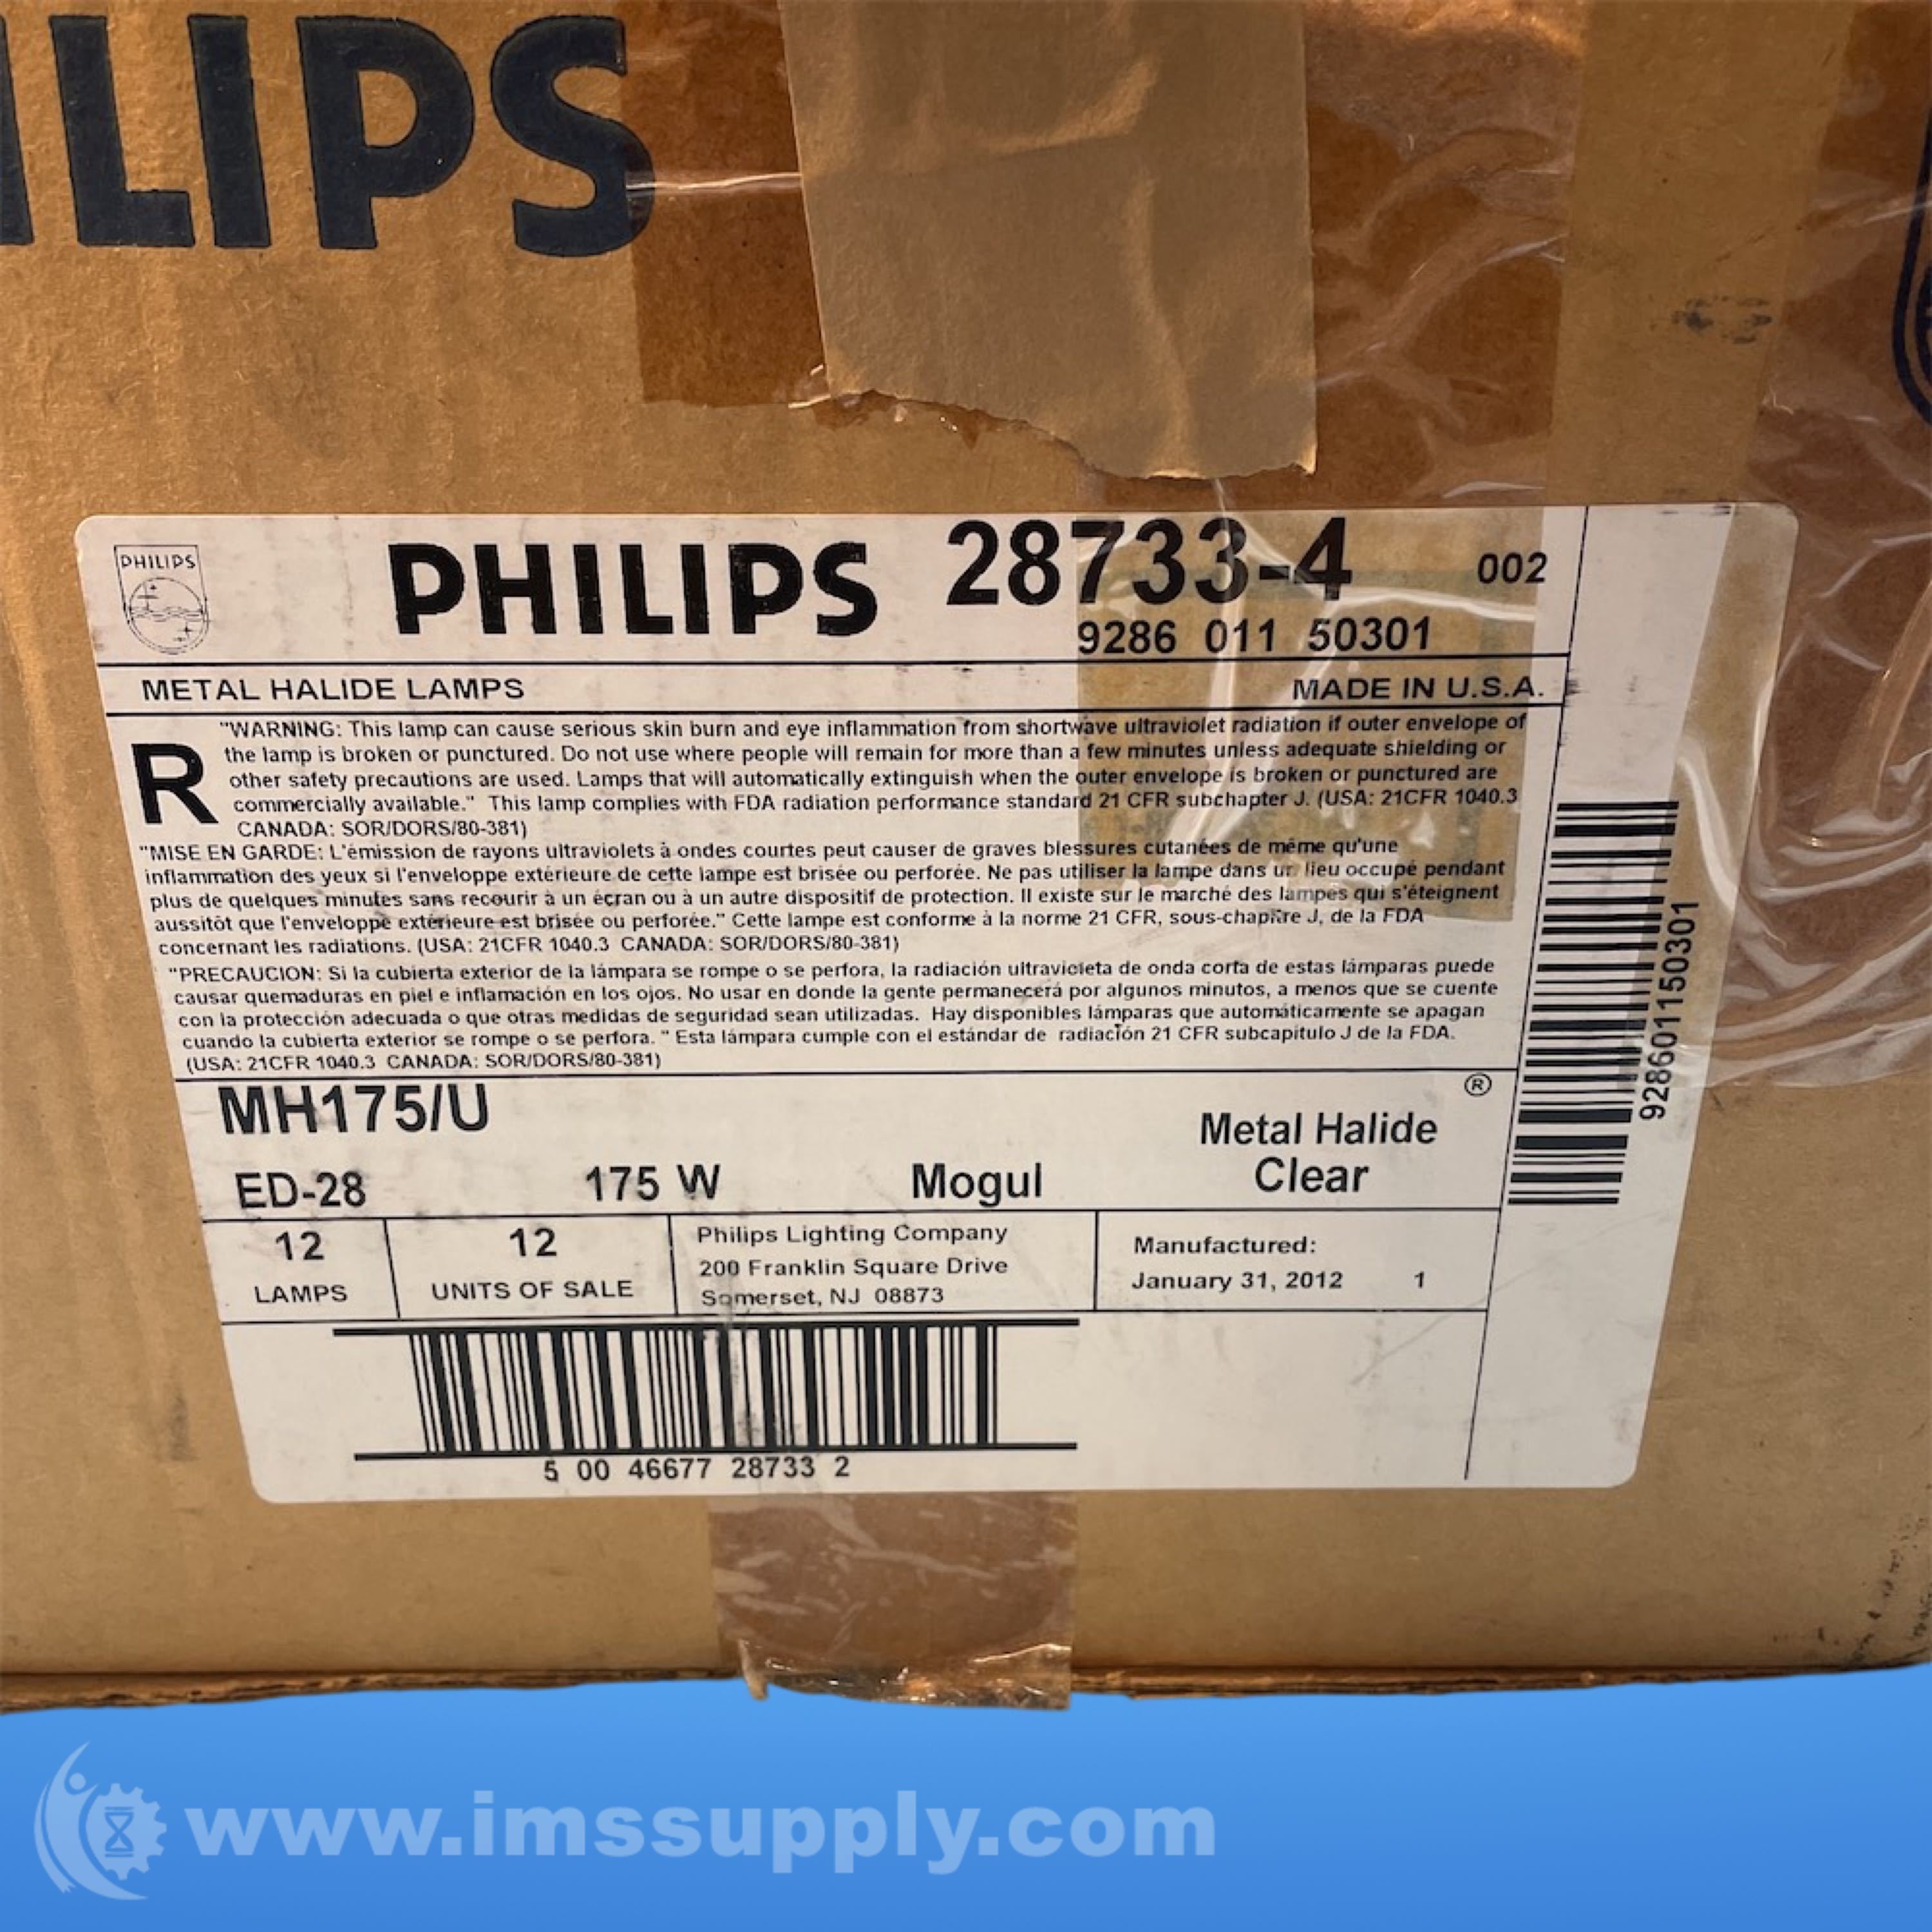 ILIPS
PHILIPS
PHILIPS 28733-4 002
9286 011 50301
METAL HALIDE LAMPS MADE IN U.S.A.
R
"WARNING: This lamp can cause serious skin burn and eye inflammation from shortwave ultraviolet radiation if outer envelope of
the lamp is broken or punctured. Do not use where people will remain for more than a few minutes unless adequate shielding or
other safety precautions are used. Lamps that will automatically extinguish when the outer envelope is broken or punctured are
commercially available." This lamp complies with FDA radiation performance standard 21 CFR subchapter J. (USA: 21CFR 1040.3
CANADA: SOR/DORS/80-381)
"MISE EN GARDE: L'émission de rayons ultraviolets à ondes courtes peut causer de graves blessures cutanées de même qu'une
inflammation des yeux si l'enveloppe extérieure de cette lampe est brisée ou perforée. Ne pas utiliser la lampe dans un lieu occupé pendant
plus de quelques minutes sans recourir à un écran ou à un autre dispositif de protection. Il existe sur le marché des lampes qui s'éteignent
aussitôt que l'enveloppe extérieure est brisée ou perforée." Cette lampe est conforme à la norme 21 CFR, sous-chapitre J, de la FDA
concernant les radiations. (USA: 21CFR 1040.3 CANADA: SOR/DORS/80-381)
"PRECAUCION: Si la cubierta exterior de la lámpara se rompe o se perfora, la radiación ultravioleta de onda corta de estas lámparas puede
causar quemaduras en piel e inflamación en los ojos. No usar en donde la gente permanecerá por algunos minutos, a menos que se cuente
con la protección adecuada o que otras medidas de seguridad sean utilizadas. Hay disponibles lámparas que automáticamente se apagan
cuando la cubierta exterior se rompo o se perfora. " Esta lámpara cumple con el estándar de radiación 21 CFR subcapitulo J de la FDA.
(USA: 21CFR 1040.3 CANADA: SOR/DORS/80-381)
928601150301
MH175/U ®
Metal Halide
ED-28 175 W Mogul Clear
12
LAMPS
12
UNITS OF SALE
Philips Lighting Company
200 Franklin Square Drive
Somerset, NJ 08873
Manufactured:
January 31, 2012 1
5 00 46677 28733 2
www.imssupply.com